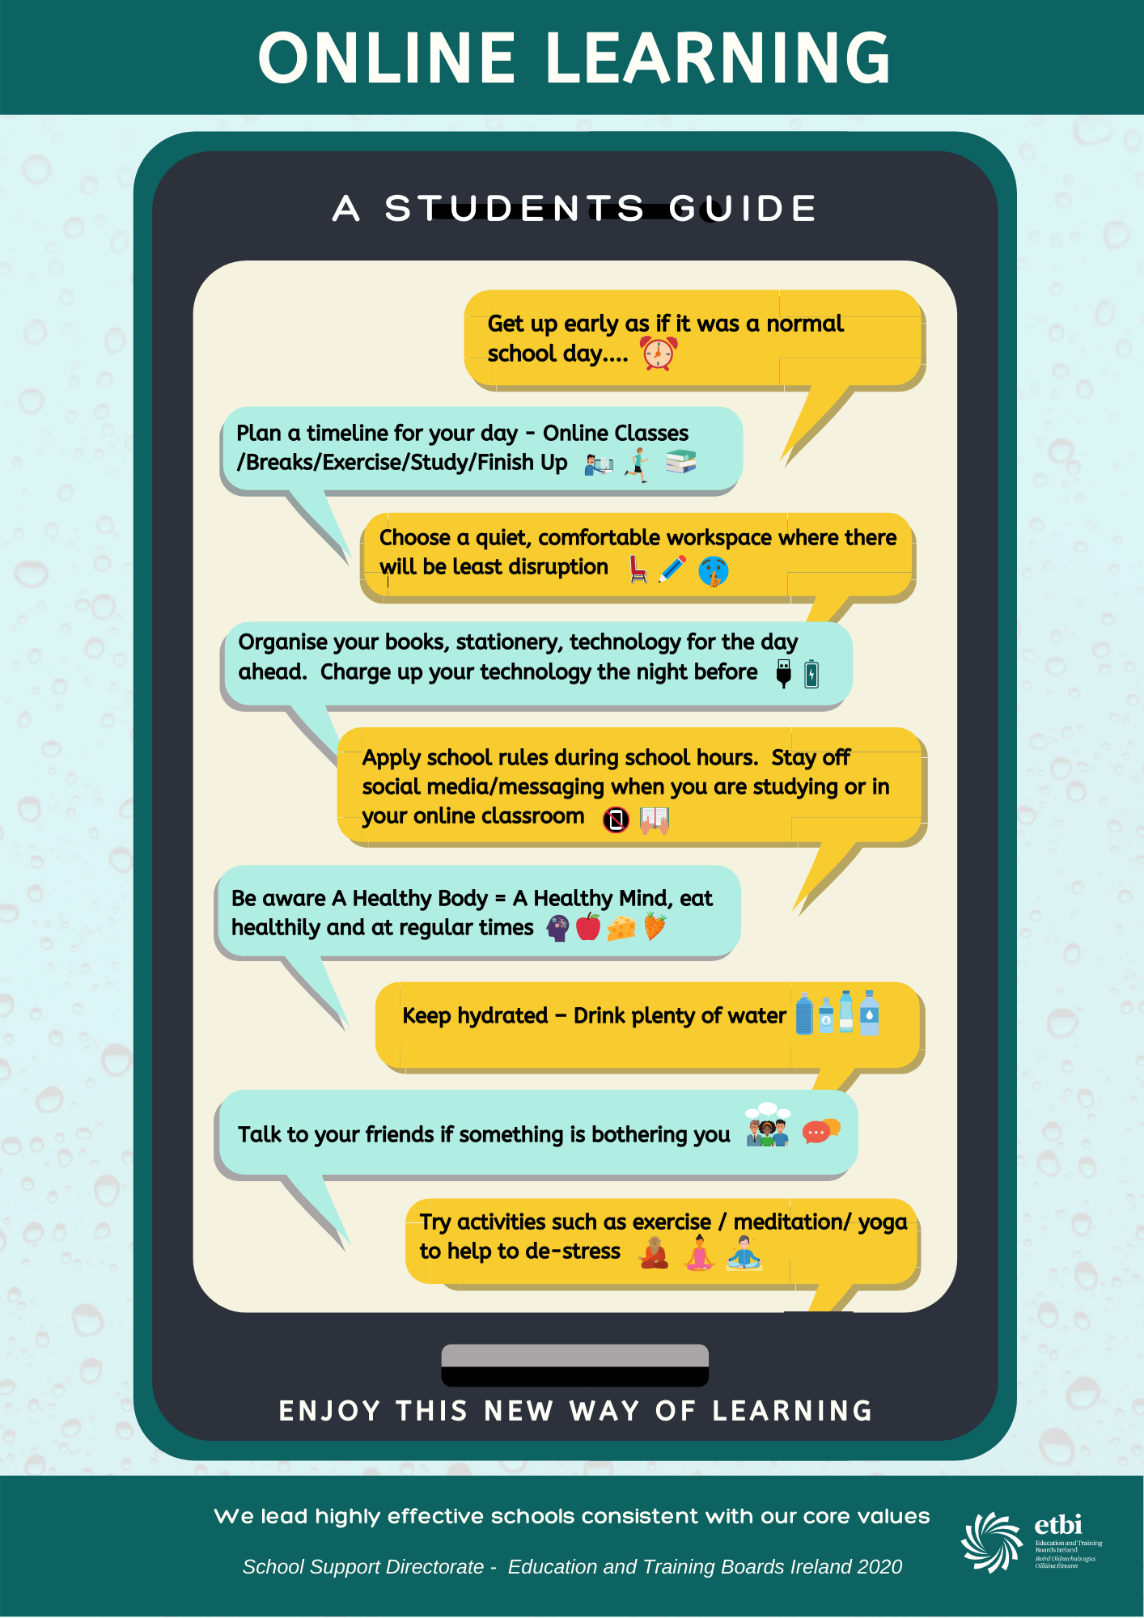 ONLINE LEARNING
A STUDENTS GUIDE
Get up early as if it was a normal
school day....
Plan a timeline for your day - Online Classes
/Breaks/Exercise/Study/Finish Up
Choose a quiet, comfortable workspace where there
will be least disruption
Organise your books, stationery, technology for the day
ahead.  Charge up your technology the night before
Apply school rules during school hours.  Stay off
social media/messaging when you are studying or in
your online classroom
Be aware A Healthy Body = A Healthy Mind, eat
healthily and at regular times
Keep hydrated – Drink plenty of water
Talk to your friends if something is bothering you
Try activities such as exercise / meditation/ yoga
to help to de-stress
ENJOY THIS NEW WAY OF LEARNING
We lead highly effective schools consistent with our core values
School Support Directorate -  Education and Training Boards Ireland 2020
etbi
Education and Training
Boards Ireland
Boird Oideachais agus
Oiliúna Éireann